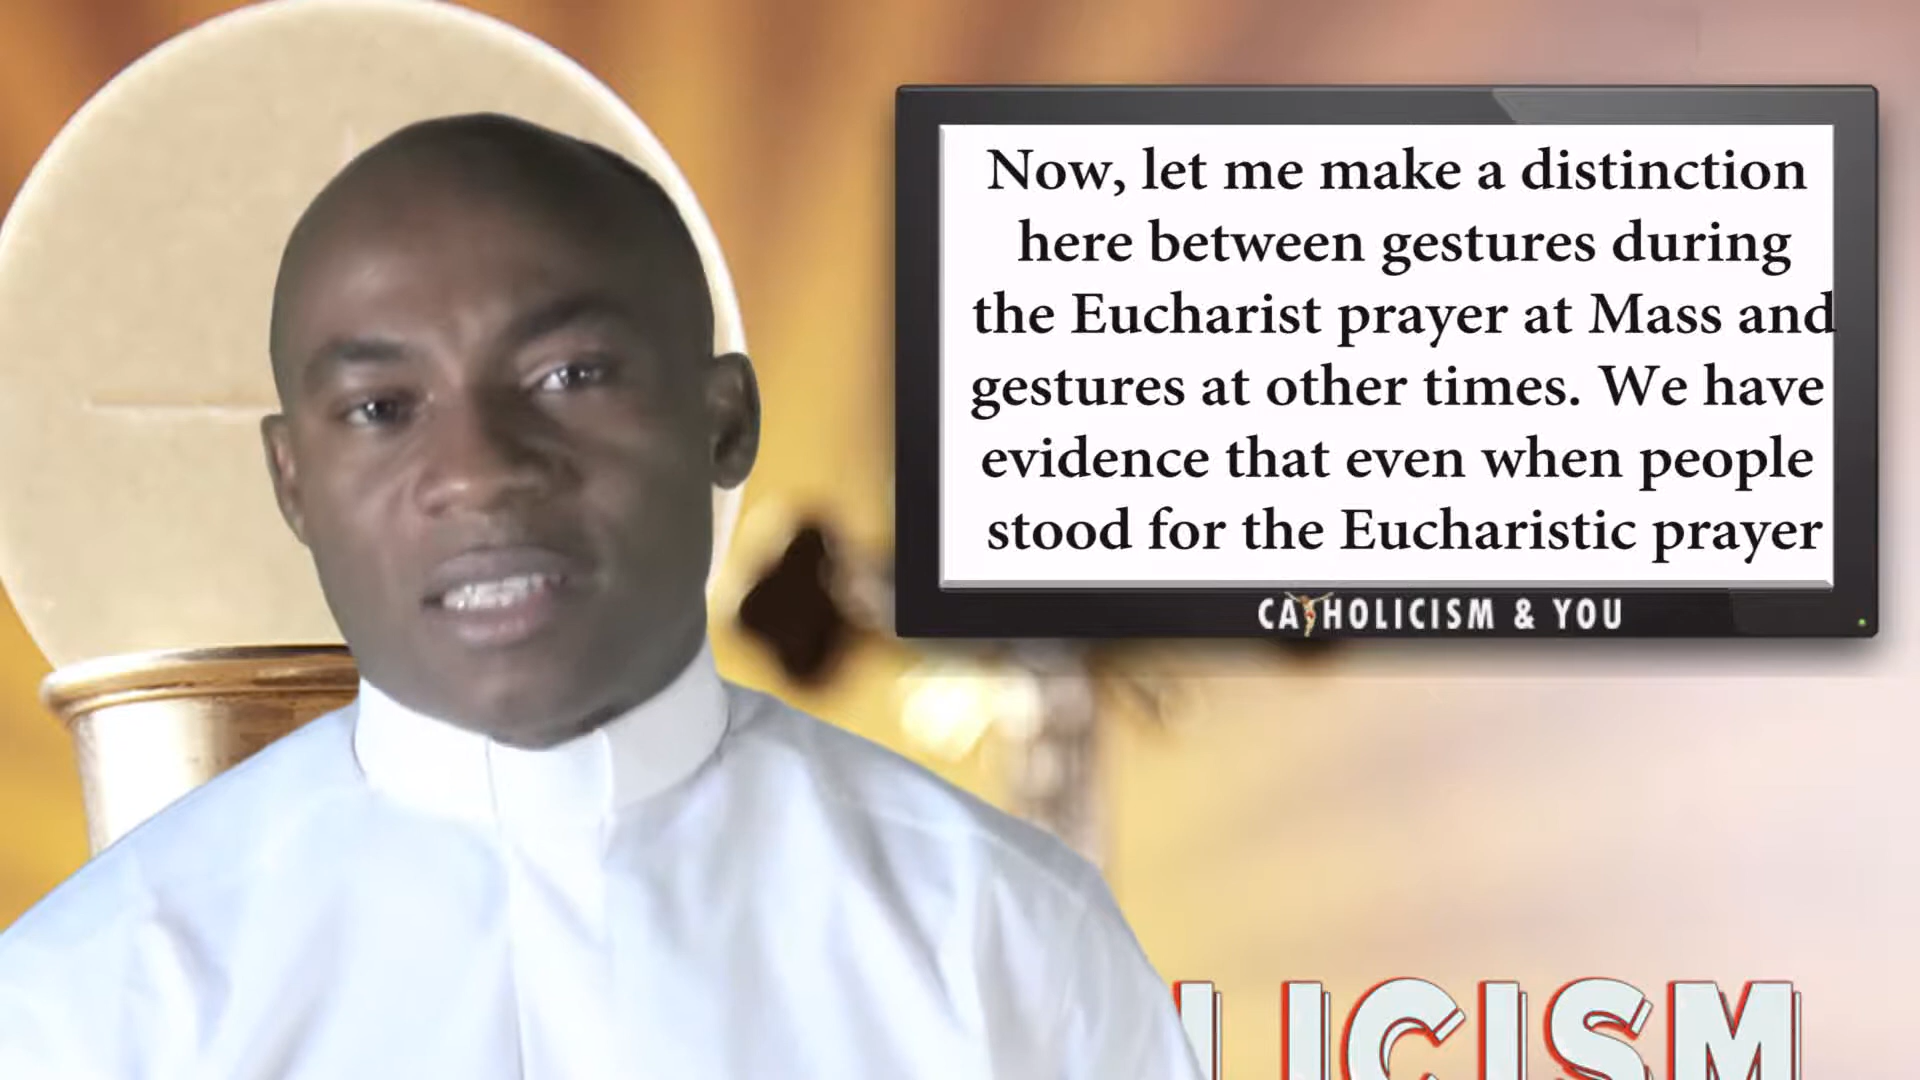 Now, let me make a distinction
here between gestures during
the Eucharist prayer at Mass and
gestures at other times. We have
evidence that even when people
stood for the Eucharistic prayer
CATHOLICISM & YOU
LICISM